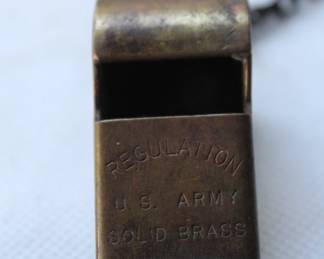 REGULATION
U.S. ARMY
SOLID BRASS